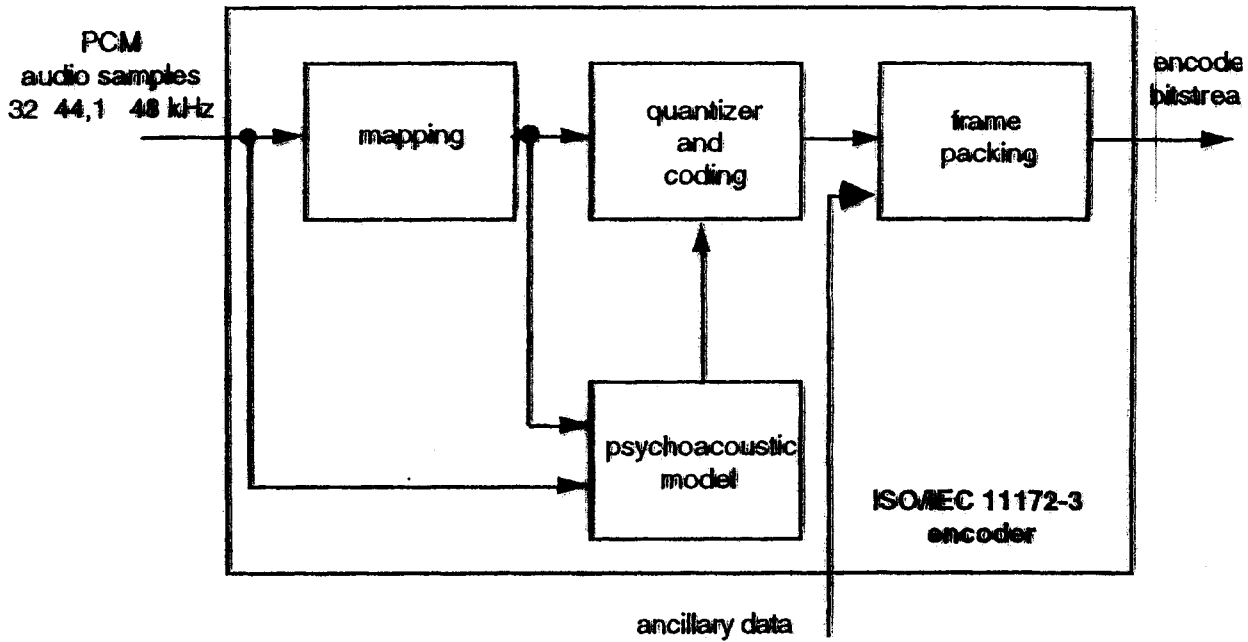 PCM
audio samples
32 44,1 48 kHz
mapping
quantizer
and
coding
frame
packing
encode
bitstrea
psychoacoustic
model
ISO/IEC 11172-3
encoder
ancillary data